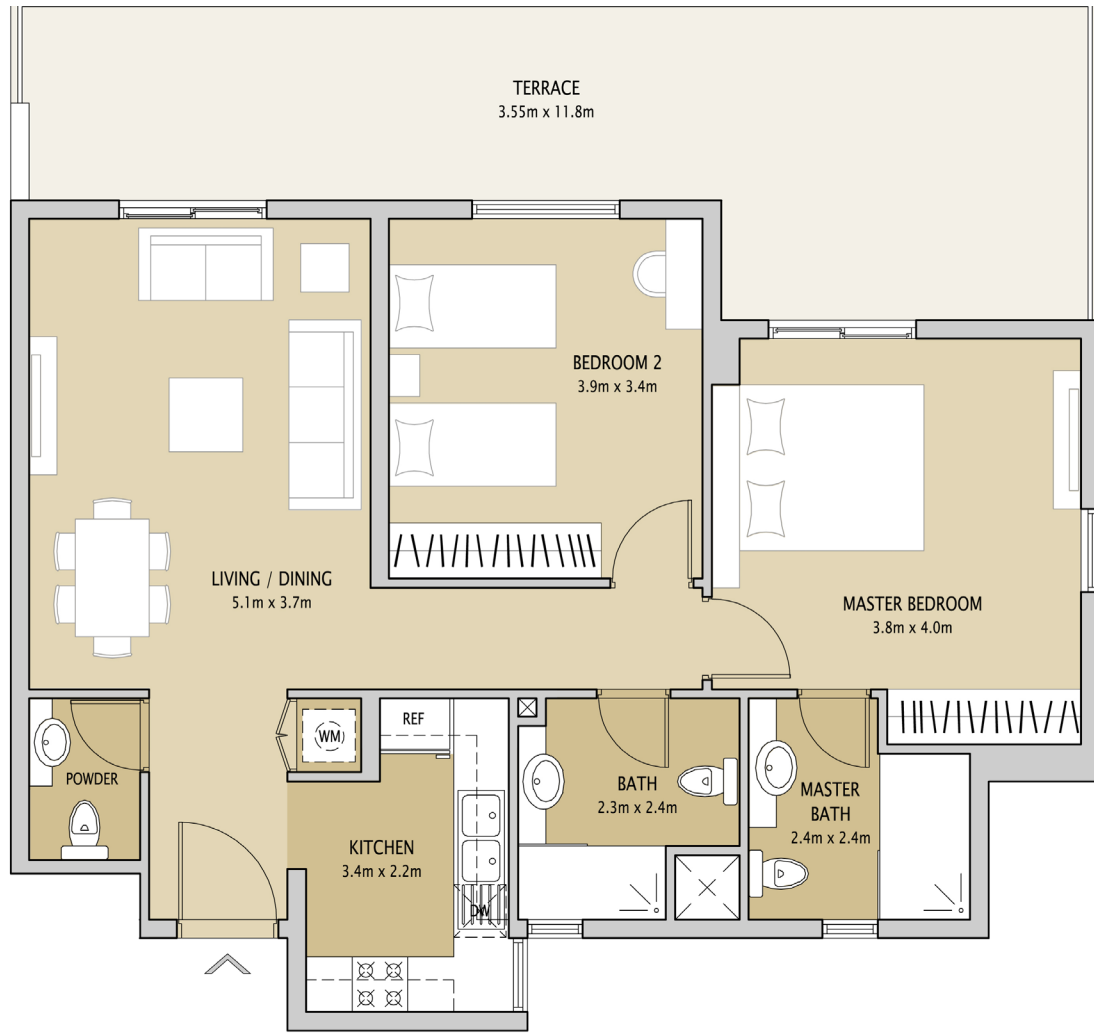 TERRACE
3.55m x 11.8m
BEDROOM 2
3.9m x 3.4m
LIVING / DINING
5.1m x 3.7m
MASTER BEDROOM
3.8m x 4.0m
REF
WM
POWDER
BATH
2.3m x 2.4m
MASTER
BATH
2.4m x 2.4m
KITCHEN
3.4m x 2.2m
DW